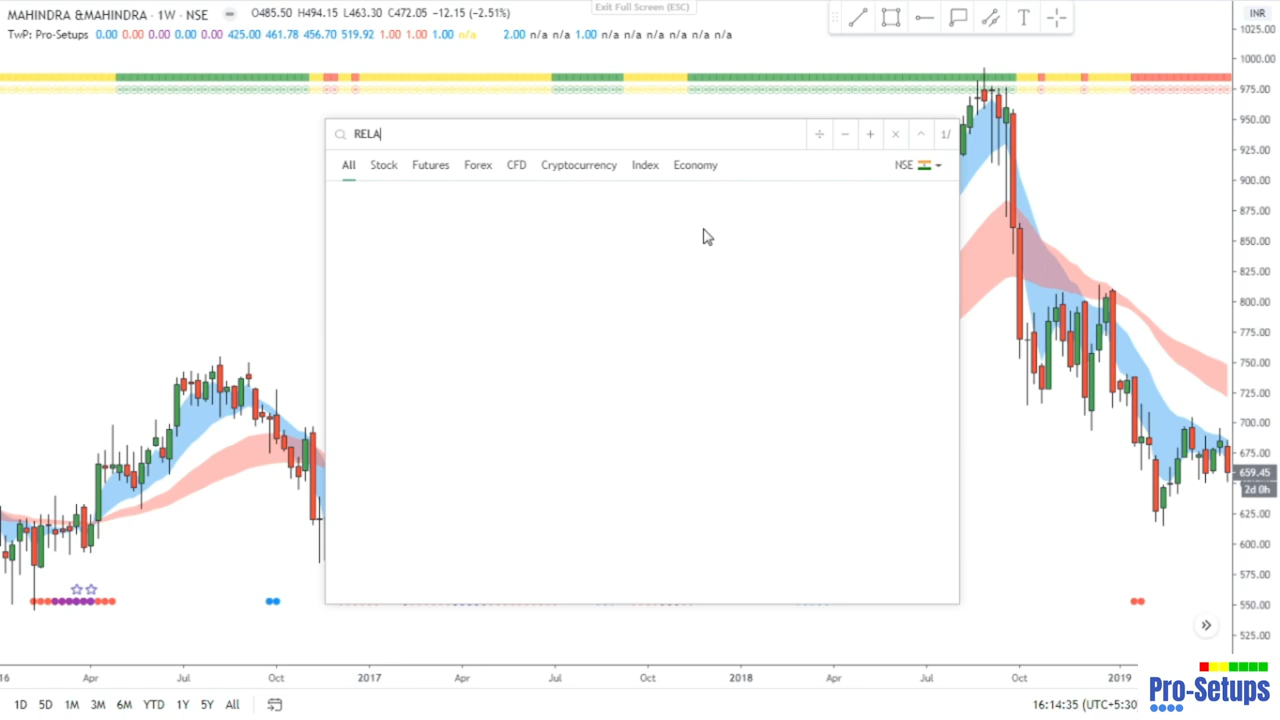 MAHINDRA &MAHINDRA · 1W · NSE O485.50 H494.15 L463.30 C472.05 −12.15 (−2.51%)
Exit Full Screen (ESC)
INR
TwP: Pro-Setups 0.00 0.00 0.00 0.00 0.00 425.00 461.78 456.70 519.92 1.00 1.00 1.00 n/a 2.00 n/a n/a 1.00 n/a n/a n/a n/a n/a n/a n/a
RELA
1/
All Stock Futures Forex CFD Cryptocurrency Index Economy NSE
1025.00
1000.00
975.00
950.00
925.00
900.00
875.00
850.00
825.00
800.00
775.00
750.00
725.00
700.00
675.00
659.45
2d 0h
625.00
600.00
575.00
550.00
525.00
16 Apr Jul Oct 2017 Apr Jul Oct 2018 Apr Jul Oct 2019
1D 5D 1M 3M 6M YTD 1Y 5Y All
16:14:35 (UTC+5:30)
Pro-Setups